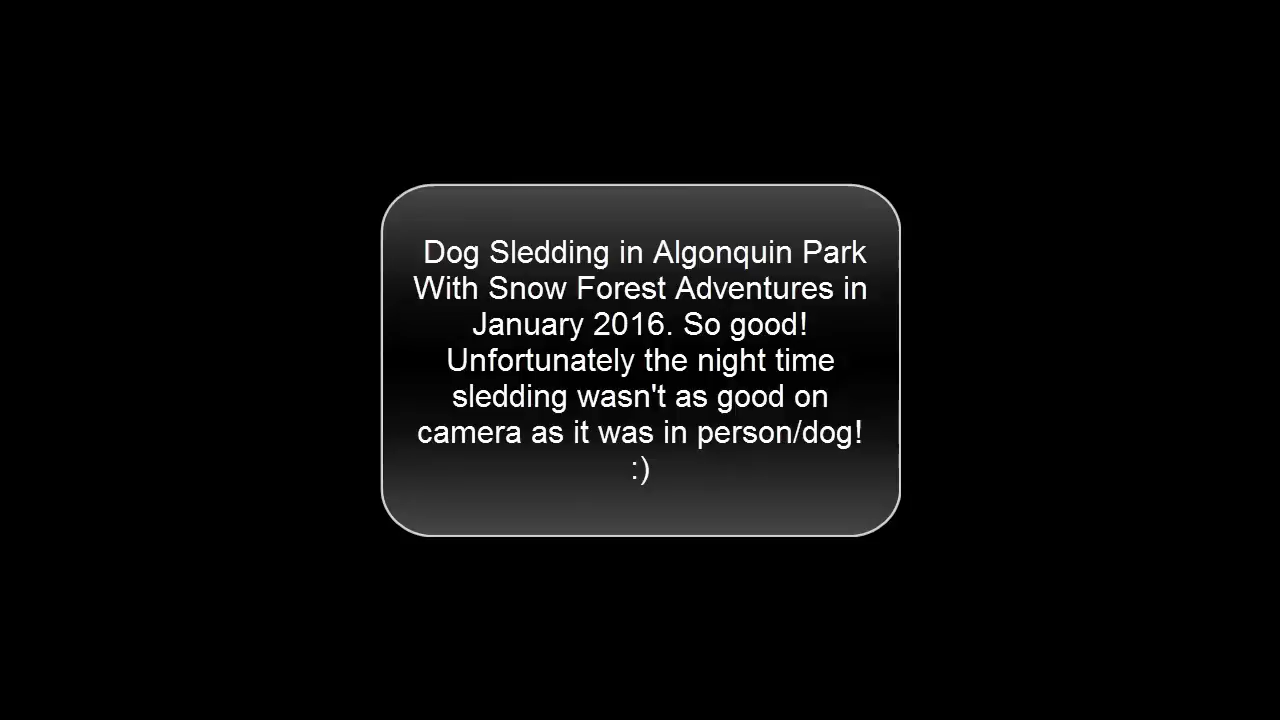 Dog Sledding in Algonquin Park
With Snow Forest Adventures in
January 2016. So good!
Unfortunately the night time
sledding wasn't as good on
camera as it was in person/dog!
:)